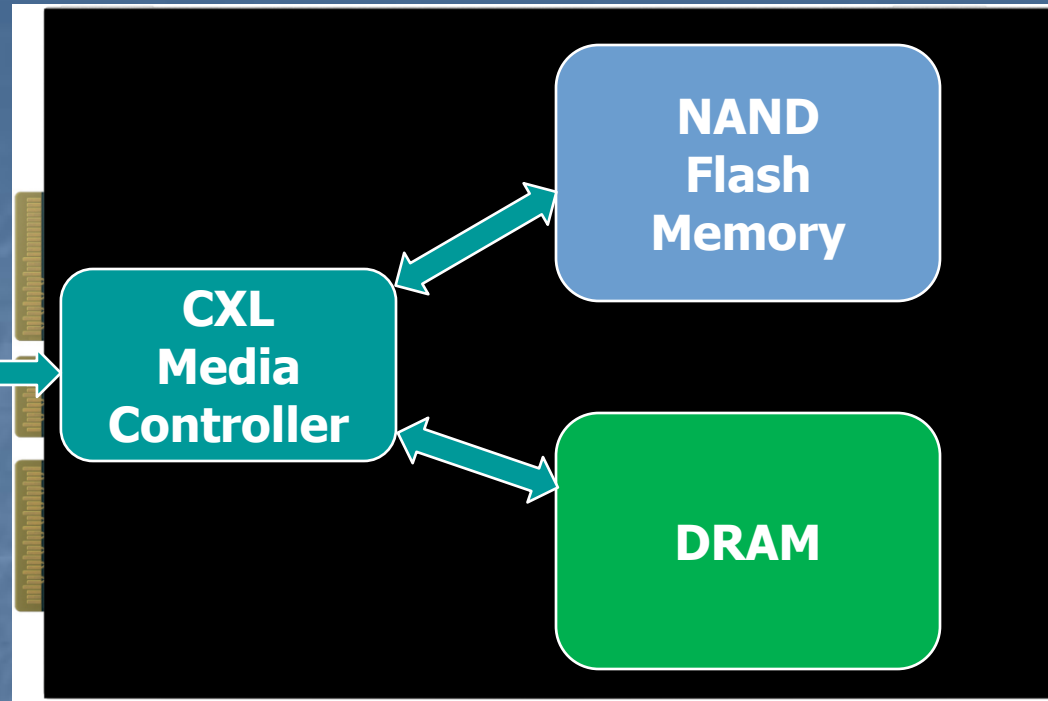 NAND
Flash
Memory
CXL
Media
Controller
DRAM